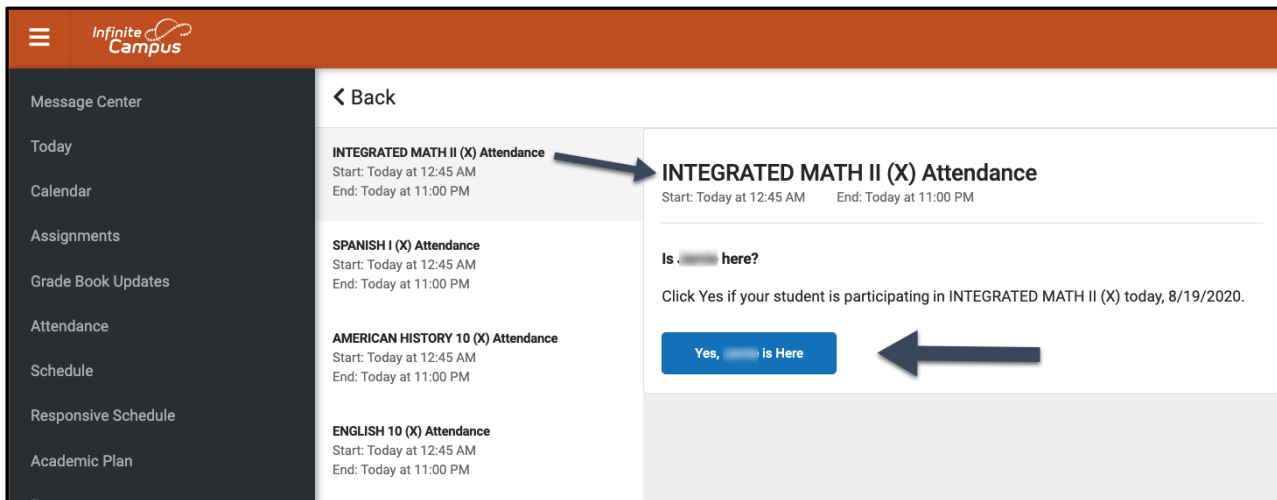 Infinite
Campus
Message Center
Today
Calendar
Assignments
Grade Book Updates
Attendance
Schedule
Responsive Schedule
Academic Plan
Back
INTEGRATED MATH II (X) Attendance
Start: Today at 12:45 AM
End: Today at 11:00 PM
SPANISH I (X) Attendance
Start: Today at 12:45 AM
End: Today at 11:00 PM
AMERICAN HISTORY 10 (X) Attendance
Start: Today at 12:45 AM
End: Today at 11:00 PM
ENGLISH 10 (X) Attendance
Start: Today at 12:45 AM
End: Today at 11:00 PM
INTEGRATED MATH II (X) Attendance
Start: Today at 12:45 AM End: Today at 11:00 PM
Is here?
Click Yes if your student is participating in INTEGRATED MATH II (X) today, 8/19/2020.
Yes, is Here